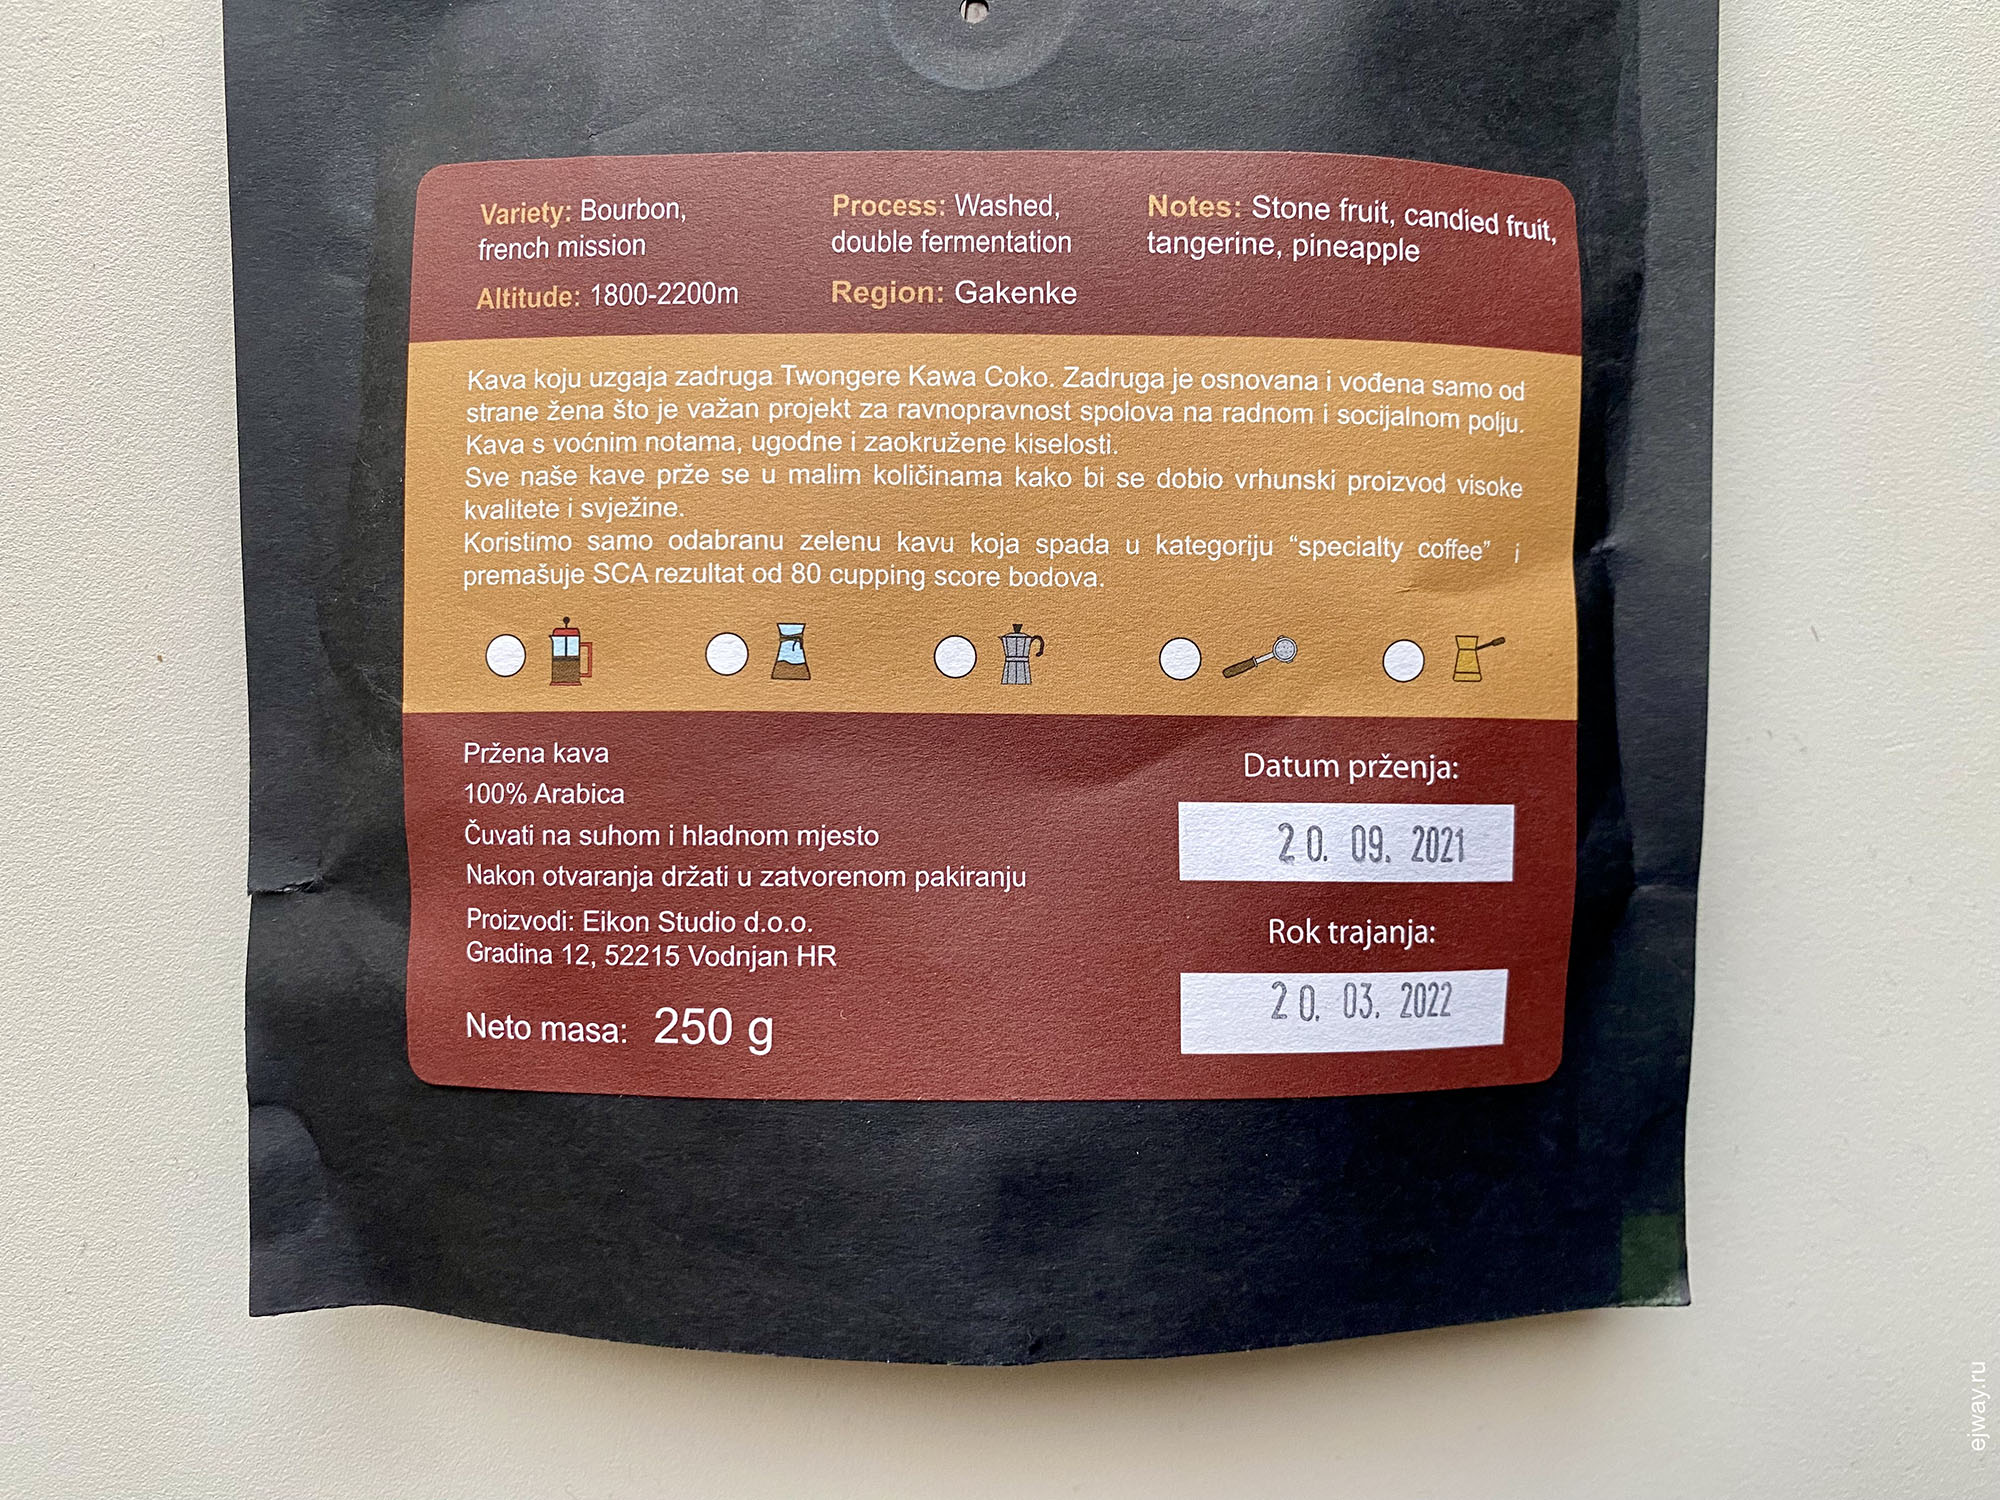 Variety: Bourbon,
french mission
Altitude: 1800-2200m
Process: Washed,
double fermentation
Region: Gakenke
Notes: Stone fruit, candied fruit,
tangerine, pineapple
Kava koju uzgaja zadruga Twongere Kawa Coko. Zadruga je osnovana i vođena samo od
strane žena što je važan projekt za ravnopravnost spolova na radnom i socijalnom polju.
Kava s voćnim notama, ugodne i zaokružene kiselosti.
Sve naše kave prže se u malim količinama kako bi se dobio vrhunski proizvod visoke
kvalitete i svježine.
Koristimo samo odabranu zelenu kavu koja spada u kategoriju “specialty coffee” i
premašuje SCA rezultat od 80 cupping score bodova.
Pržena kava
100% Arabica
Čuvati na suhom i hladnom mjesto
Nakon otvaranja držati u zatvorenom pakiranju
Proizvodi: Eikon Studio d.o.o.
Gradina 12, 52215 Vodnjan HR
Neto masa: 250 g
Datum prženja:
20. 09. 2021
Rok trajanja:
20. 03. 2022
ejway.ru